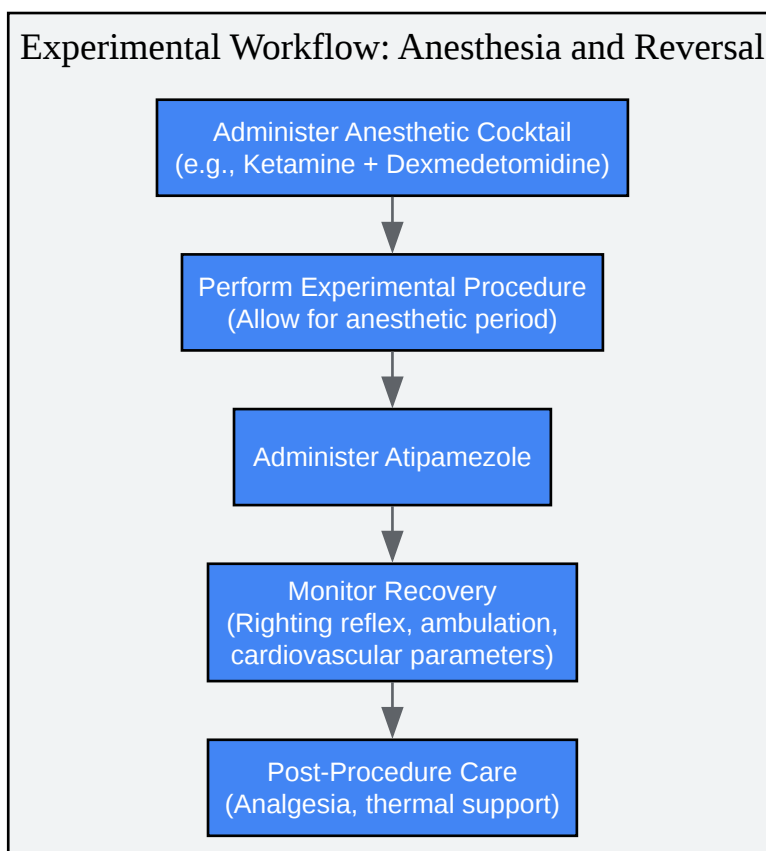 Experimental Workflow: Anesthesia and Reversal
Administer Anesthetic Cocktail
(e.g., Ketamine + Dexmedetomidine)
Perform Experimental Procedure
(Allow for anesthetic period)
Administer Atipamezole
Monitor Recovery
(Righting reflex, ambulation,
cardiovascular parameters)
Post-Procedure Care
(Analgesia, thermal support)